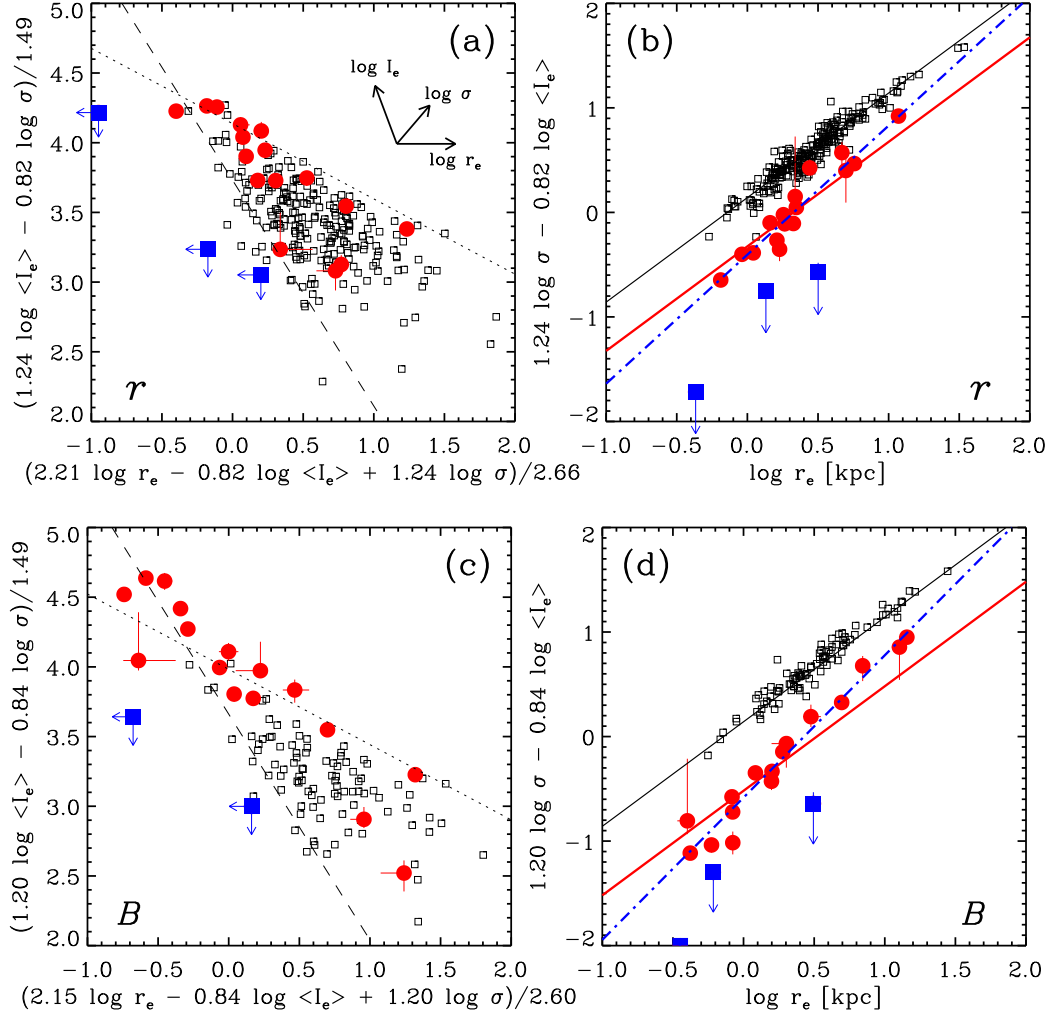 (a)
5.0
4.5
4.0
3.5
3.0
2.5
2.0
(1.24 log <I_e> − 0.82 log σ)/1.49
log I_e
log σ
log r_e
r
−1.0 −0.5 0.0 0.5 1.0 1.5 2.0
(2.21 log r_e − 0.82 log <I_e> + 1.24 log σ)/2.66
(b)
2
1
0
−1
−2
1.24 log σ − 0.82 log <I_e>
r
−1.0 −0.5 0.0 0.5 1.0 1.5 2.0
log r_e [kpc]
(c)
5.0
4.5
4.0
3.5
3.0
2.5
2.0
(1.20 log <I_e> − 0.84 log σ)/1.49
B
−1.0 −0.5 0.0 0.5 1.0 1.5 2.0
(2.15 log r_e − 0.84 log <I_e> + 1.20 log σ)/2.60
(d)
2
1
0
−1
−2
1.20 log σ − 0.84 log <I_e>
B
−1.0 −0.5 0.0 0.5 1.0 1.5 2.0
log r_e [kpc]